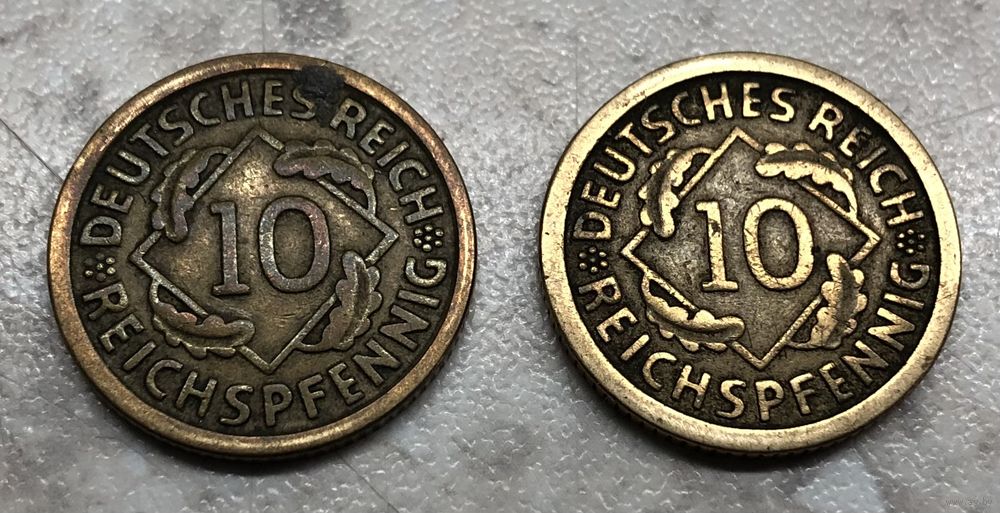 DEUTSCHES REICH
10
REICHSPFENNIG
DEUTSCHES REICH
10
REICHSPFENNIG